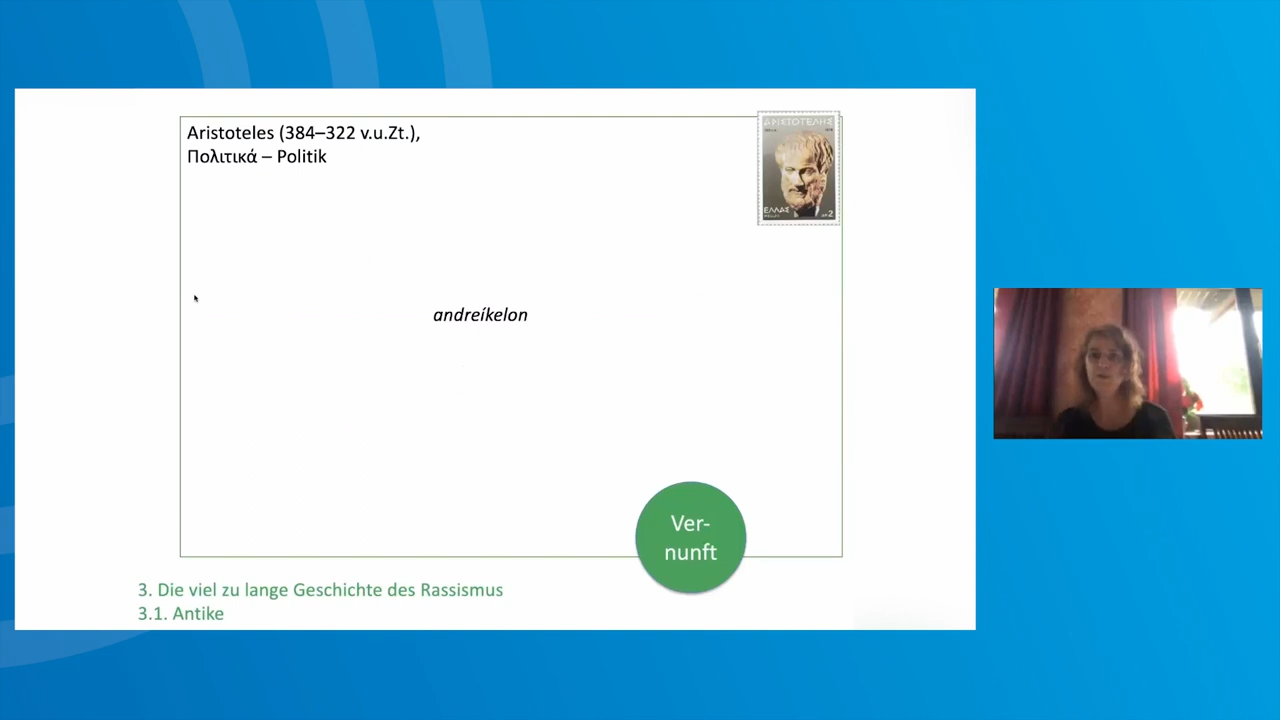 Aristoteles (384–322 v.u.Zt.),
Πολιτικά – Politik
ΑΡΙΣΤΟΤΕΛΗΣ
ΕΛΛΑΣ
2
andreíkelon
Ver-
nunft
3. Die viel zu lange Geschichte des Rassismus
3.1. Antike